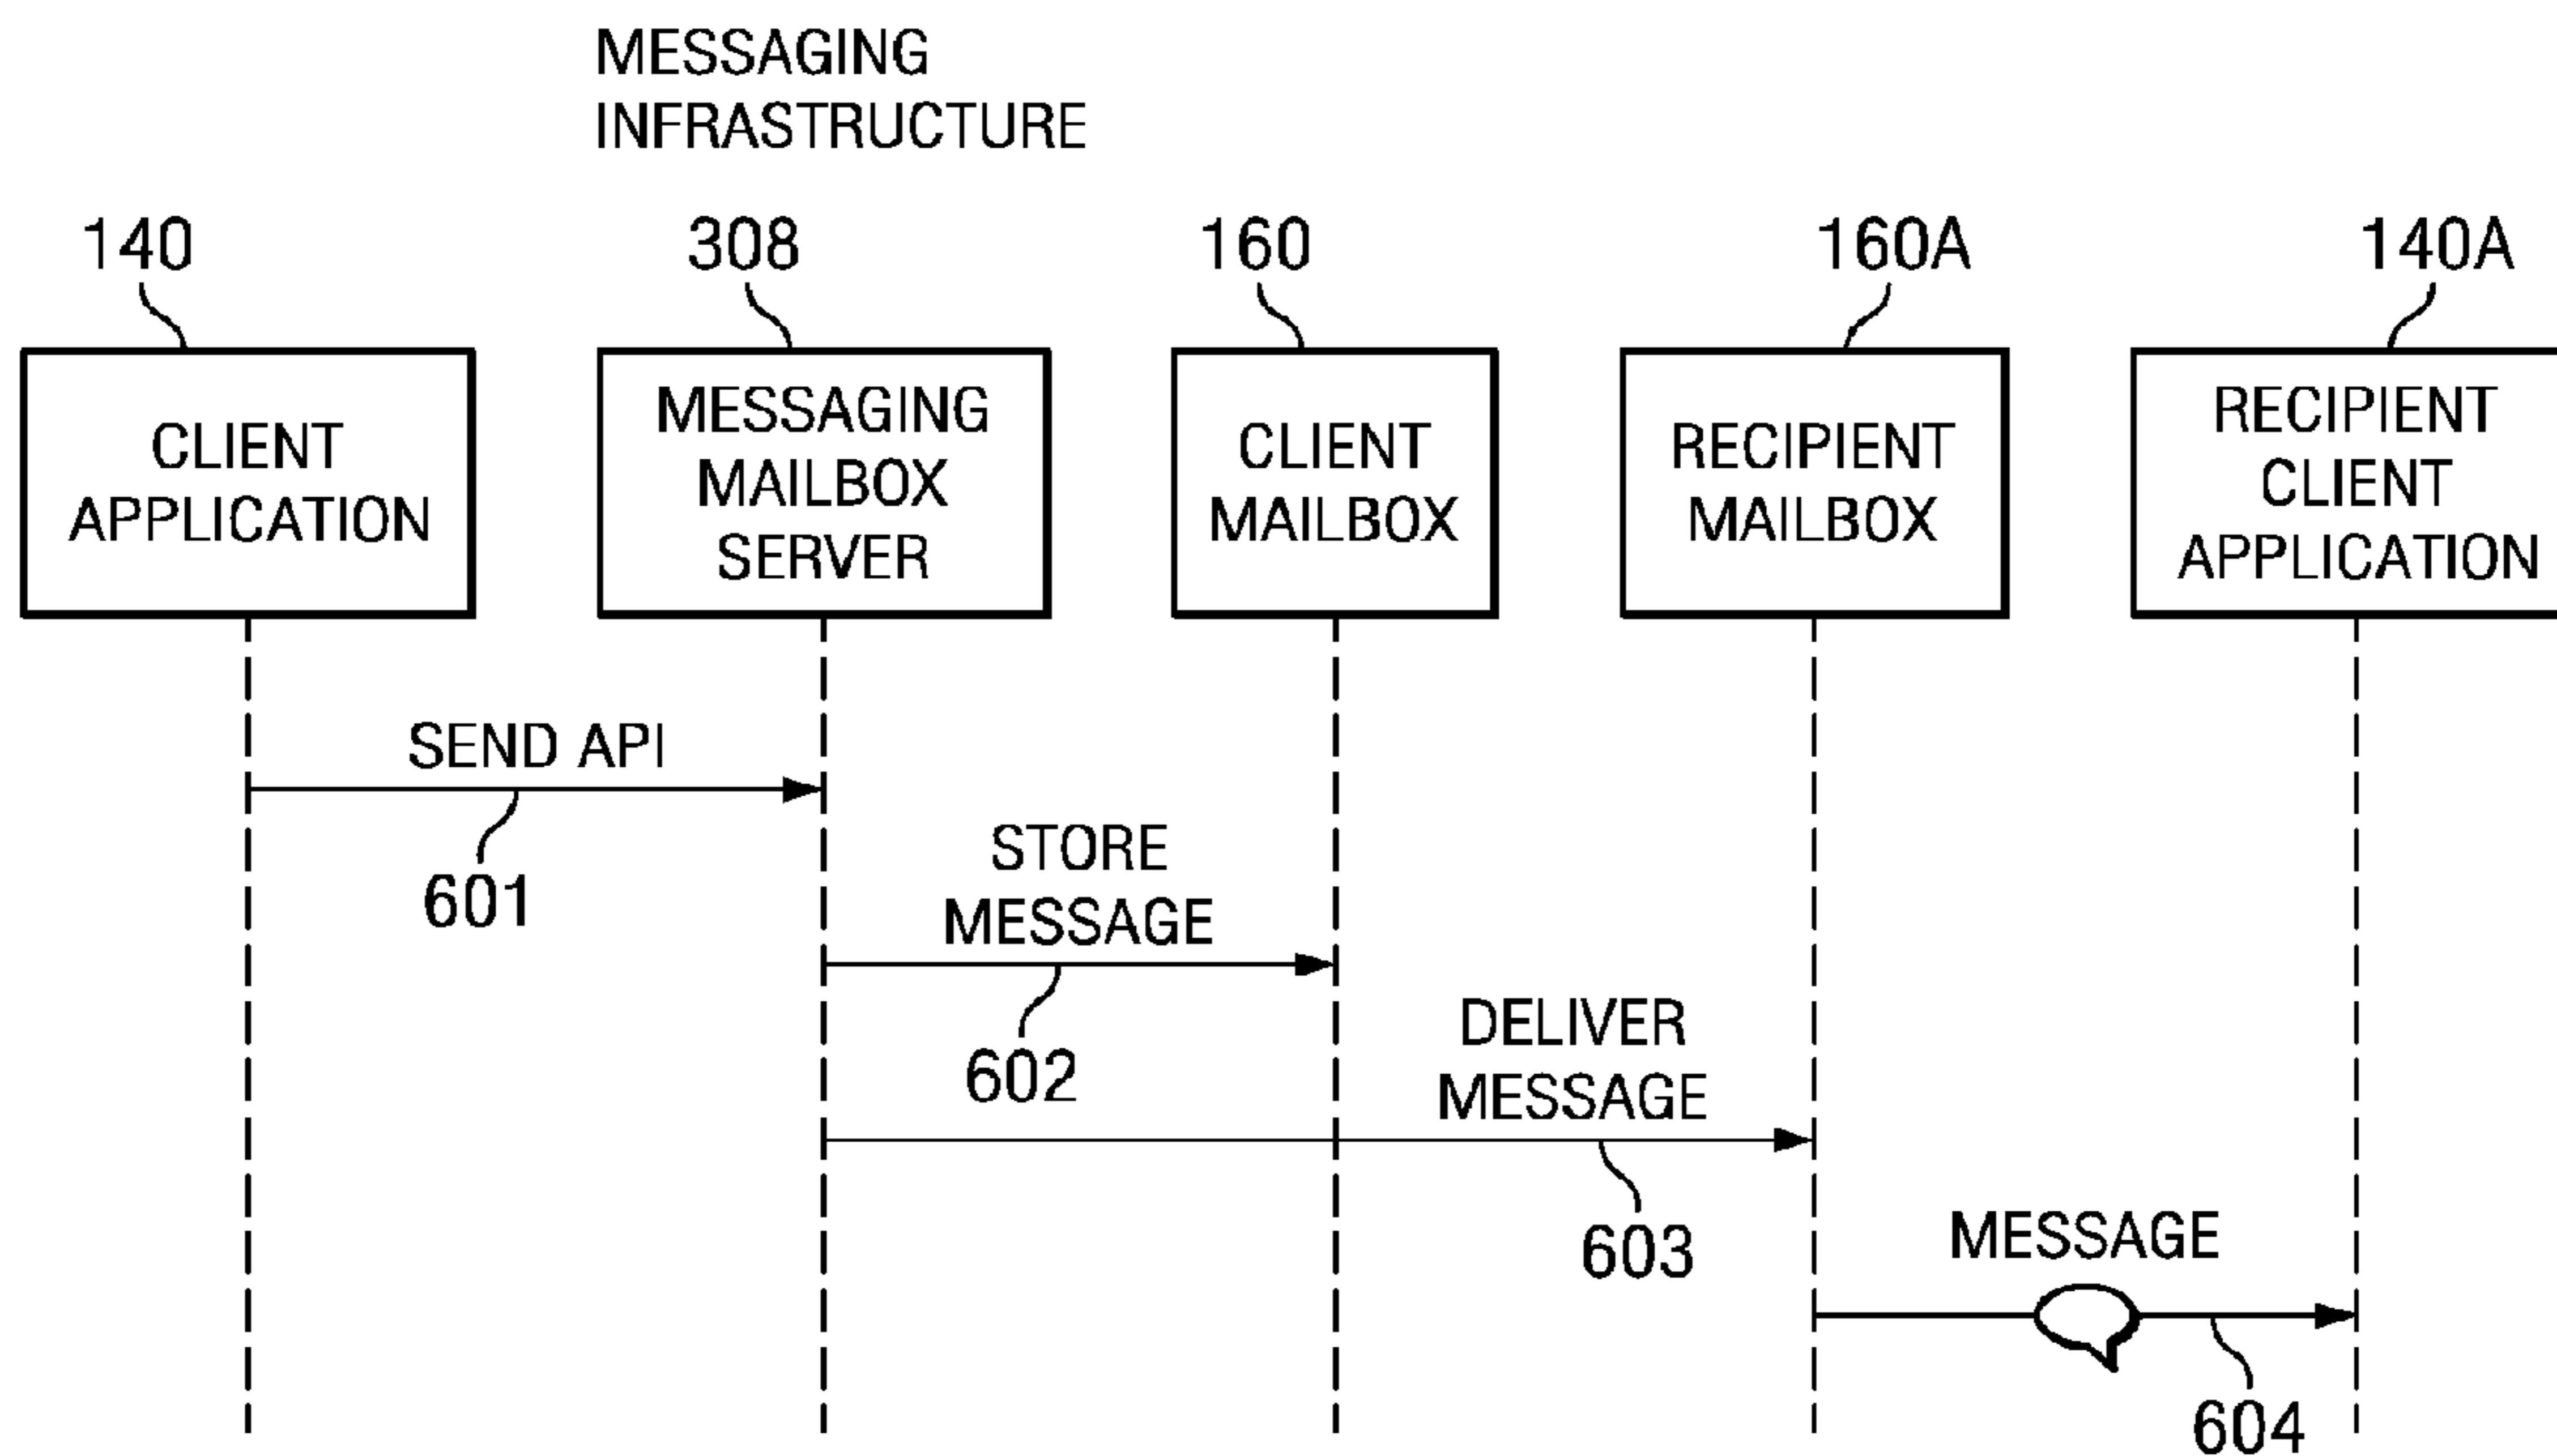 MESSAGING
INFRASTRUCTURE
140
308
160
160A
140A
CLIENT
APPLICATION
MESSAGING
MAILBOX
SERVER
CLIENT
MAILBOX
RECIPIENT
MAILBOX
RECIPIENT
CLIENT
APPLICATION
SEND API
601
STORE
MESSAGE
602
DELIVER
MESSAGE
603
MESSAGE
604